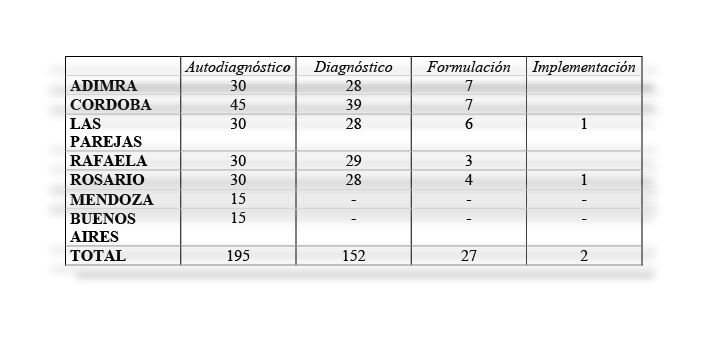 Autodiagnóstico Diagnóstico Formulación Implementación
ADIMRA 30 28 7
CORDOBA 45 39 7
LAS 30 28 6 1
PAREJAS
RAFAELA 30 29 3
ROSARIO 30 28 4 1
MENDOZA 15 - - -
BUENOS 15 - - -
AIRES
TOTAL 195 152 27 2